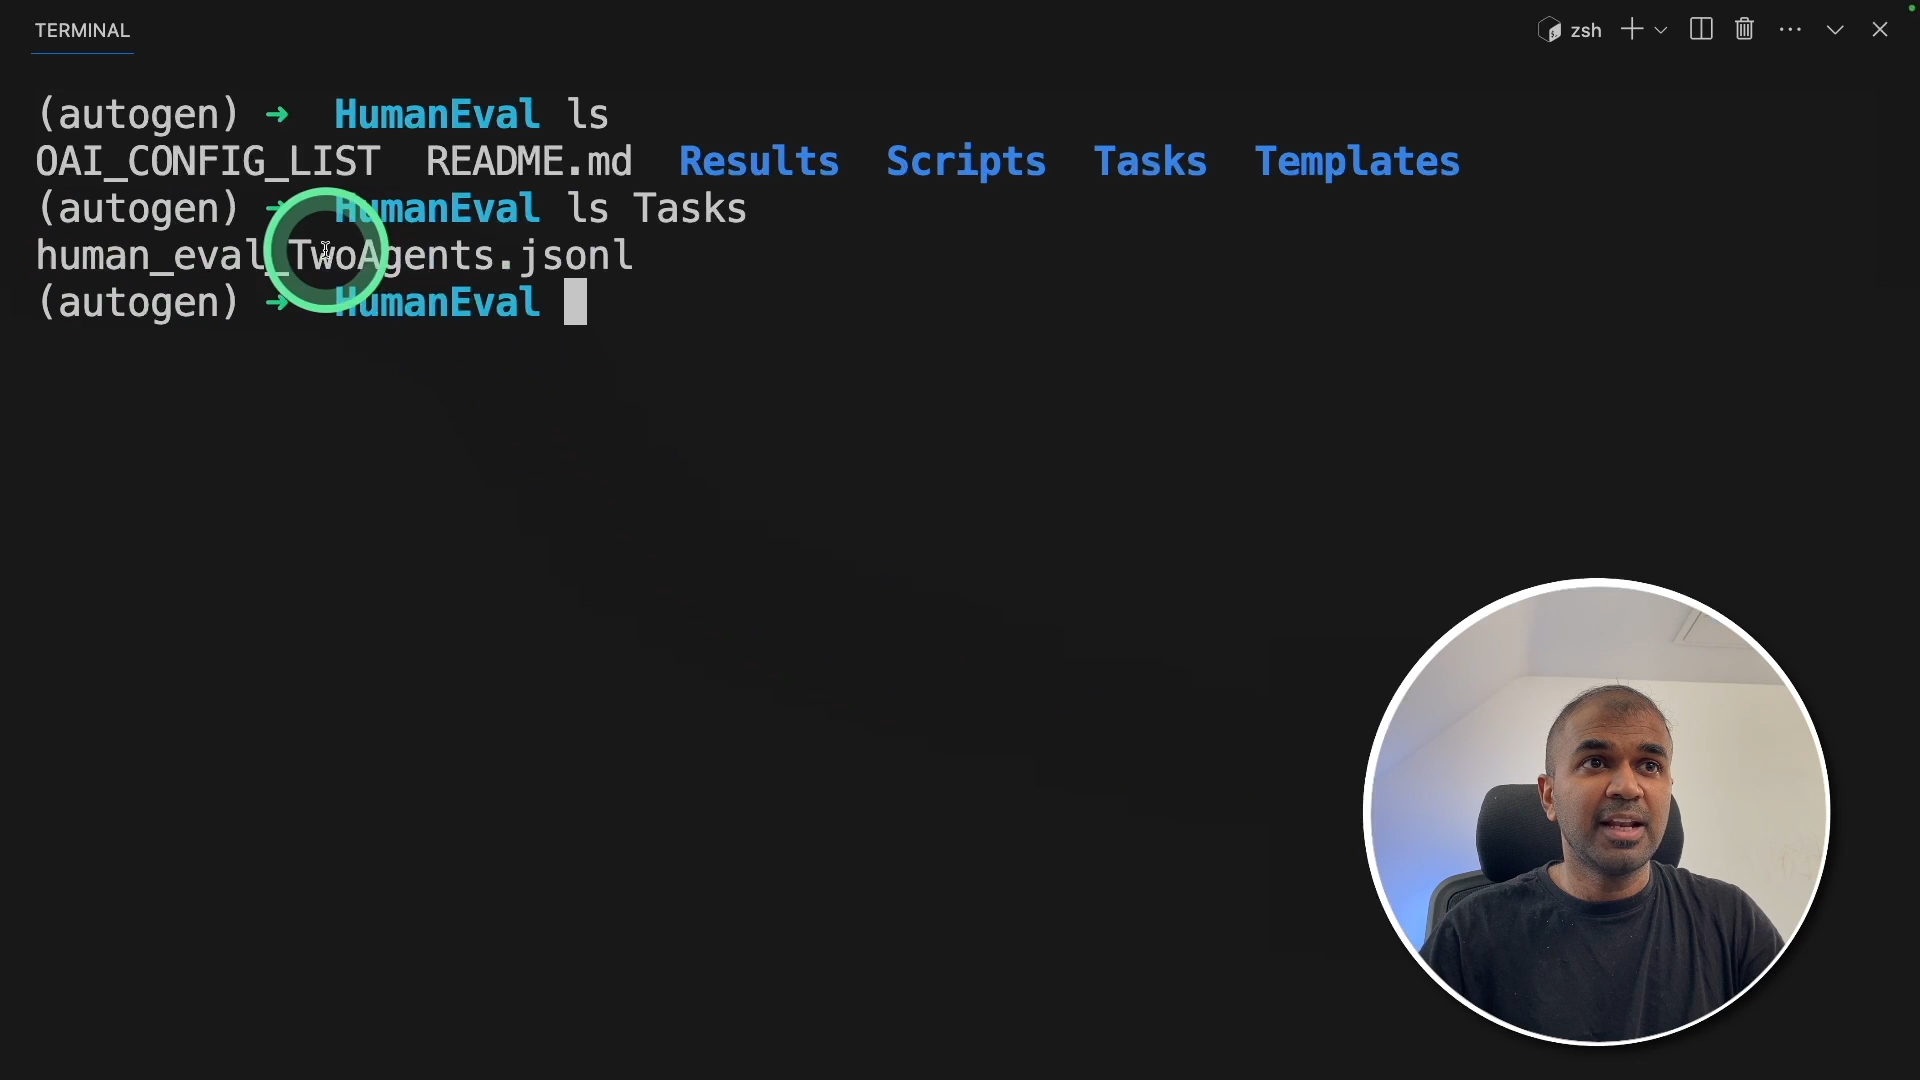 TERMINAL
zsh
(autogen) ➜ HumanEval ls
OAI_CONFIG_LIST README.md Results Scripts Tasks Templates
(autogen) ➜ HumanEval ls Tasks
human_eval_TwoAgents.jsonl
(autogen) ➜ HumanEval